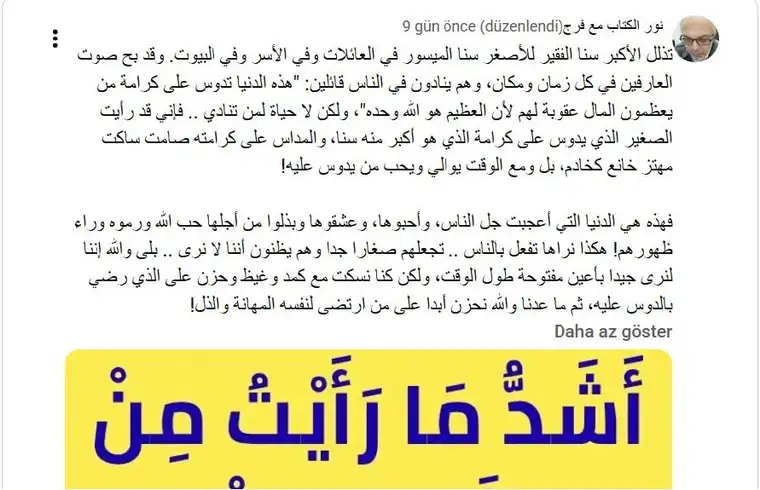 نور الكتاب مع فرج 9 gün önce (düzenlendi)
تذلل الأكبر سنا الفقير للأصغر سنا الميسور في العائلات وفي الأسر وفي البيوت. وقد بح صوت
العارفين في كل زمان ومكان، وهم ينادون في الناس قائلين: "هذه الدنيا تدوس على كرامة من
يعظمون المال عقوبة لهم لأن العظيم هو الله وحده"، ولكن لا حياة لمن تنادي .. فإني قد رأيت
الصغير الذي يدوس على كرامة الذي هو أكبر منه سنا، والمداس على كرامته صامت ساكت
مهتز خانع كخادم، بل ومع الوقت يوالي ويحب من يدوس عليه!
فهذه هي الدنيا التي أعجبت جل الناس، وأحبوها، وعشقوها وبذلوا من أجلها حب الله ورموه وراء
ظهورهم! هكذا نراها تفعل بالناس .. تجعلهم صغارا جدا وهم يظنون أننا لا نرى .. بلى والله إننا
لنرى جيدا بأعين مفتوحة طول الوقت، ولكن كنا نسكت مع كمد وغيظ وحزن على الذي رضي
بالدوس عليه، ثم ما عدنا والله نحزن أبدا على من ارتضى لنفسه المهانة والذل!
Daha az göster
أَشَدُّ مَا رَأَيْتُ مِنْ